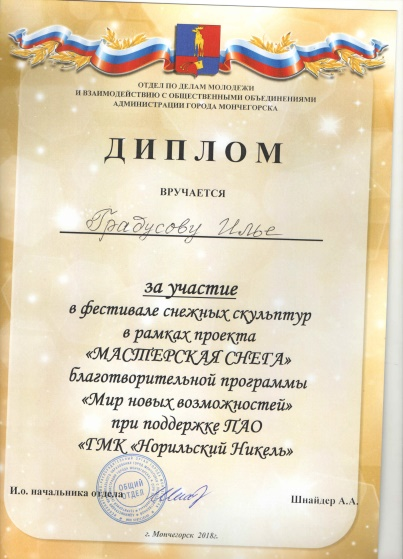 ОТДЕЛ ПО ДЕЛАМ МОЛОДЕЖИ
И ВЗАИМОДЕЙСТВИЮ С ОБЩЕСТВЕННЫМИ ОБЪЕДИНЕНИЯМИ
АДМИНИСТРАЦИИ ГОРОДА МОНЧЕГОРСКА
ДИПЛОМ
ВРУЧАЕТСЯ
Градусову Илье
за участие
в фестивале снежных скульптур
в рамках проекта
«МАСТЕРСКАЯ СНЕГА»
благотворительной программы
«Мир новых возможностей»
при поддержке ПАО
«ГМК «Норильский Никель»
ОБЩИЙ
ОТДЕЛ
И.о. начальника отдела
Шнайдер А.А.
г. Мончегорск 2018г.